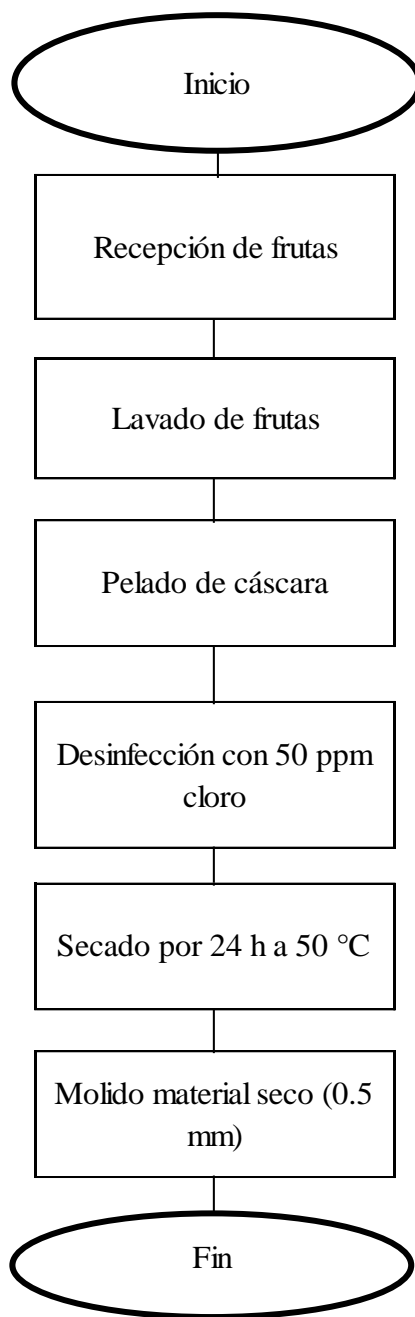 Inicio
Recepción de frutas
Lavado de frutas
Pelado de cáscara
Desinfección con 50 ppm
cloro
Secado por 24 h a 50 °C
Molido material seco (0.5
mm)
Fin